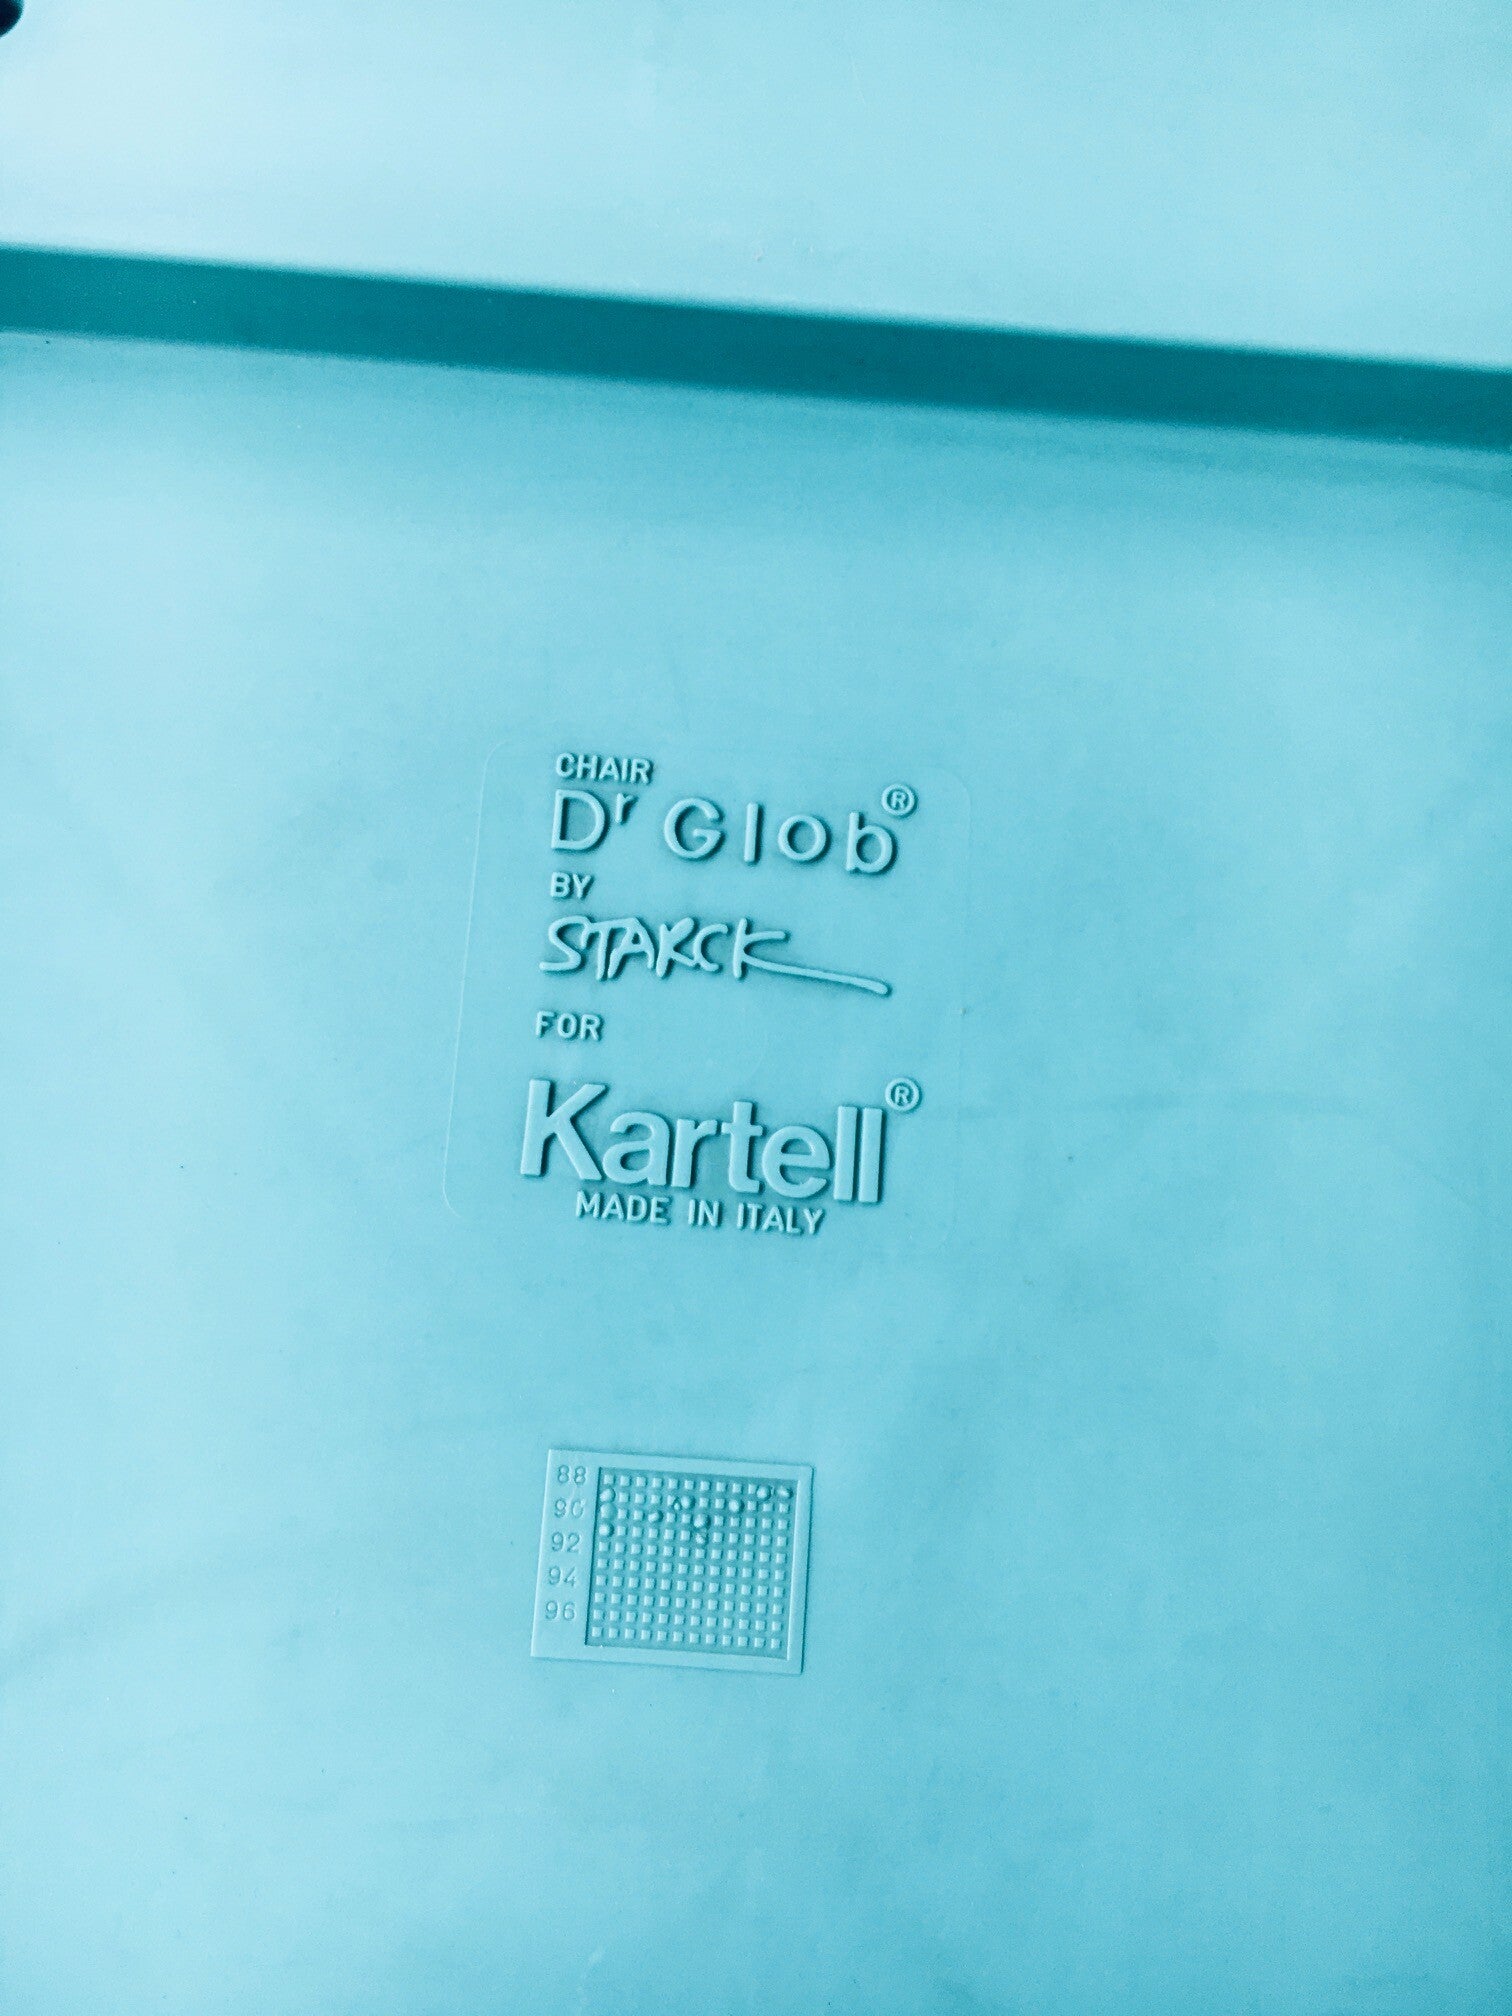 CHAIR
Dr Glob®
BY
STARCK
FOR
Kartell®
MADE IN ITALY
88
90
92
94
96